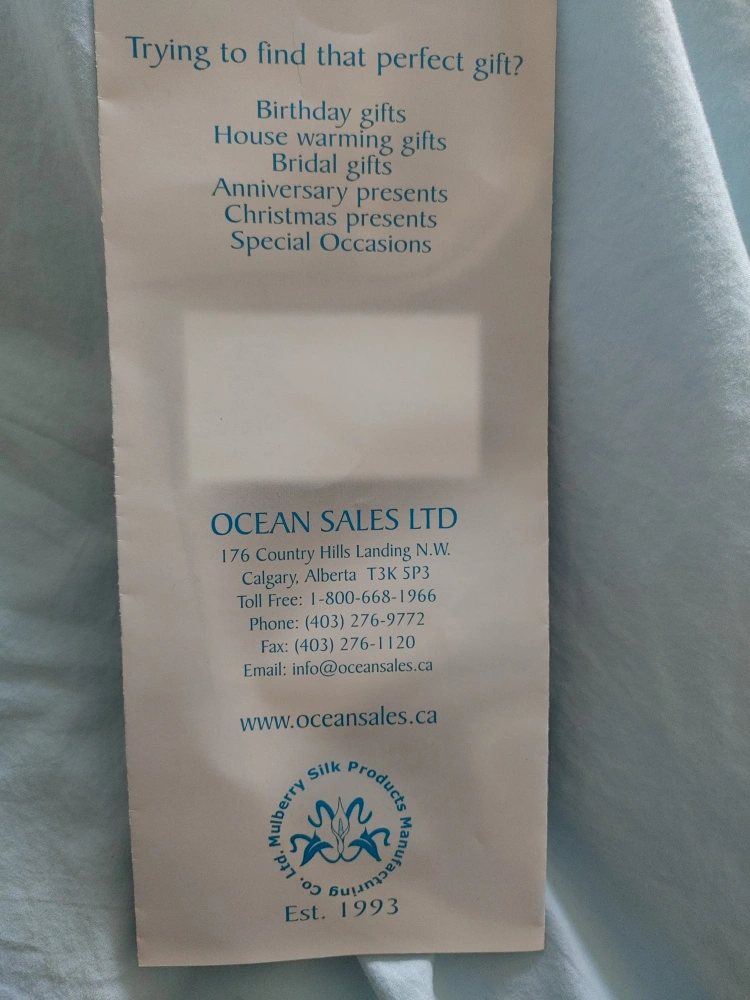 Trying to find that perfect gift?
Birthday gifts
House warming gifts
Bridal gifts
Anniversary presents
Christmas presents
Special Occasions
OCEAN SALES LTD
176 Country Hills Landing N.W.
Calgary, Alberta T3K 5P3
Toll Free: 1-800-668-1966
Phone: (403) 276-9772
Fax: (403) 276-1120
Email: info@oceansales.ca
www.oceansales.ca
Mulberry Silk Products Manufacturing Co. Ltd.
Est. 1993